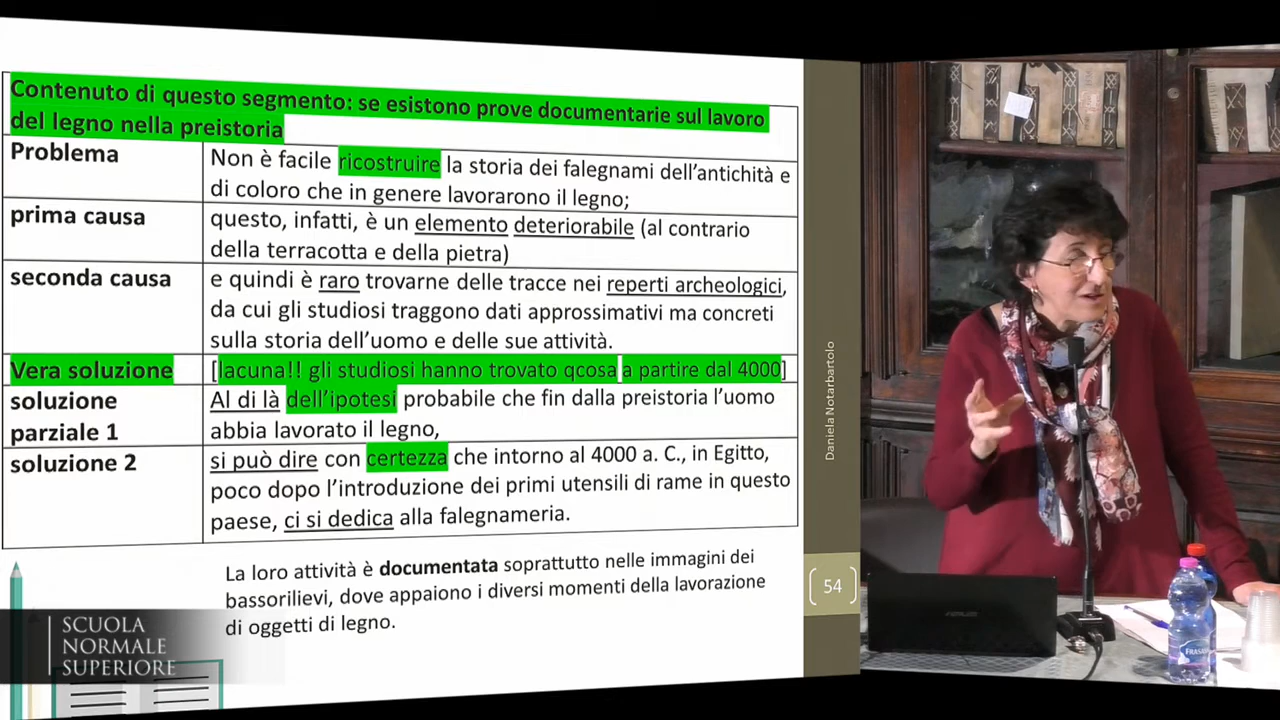 Contenuto di questo segmento: se esistono prove documentarie sul lavoro
del legno nella preistoria
Problema
Non è facile ricostruire la storia dei falegnami dell'antichità e
di coloro che in genere lavorarono il legno;
prima causa
questo, infatti, è un elemento deteriorabile (al contrario
della terracotta e della pietra)
seconda causa
e quindi è raro trovarne delle tracce nei reperti archeologici,
da cui gli studiosi traggono dati approssimativi ma concreti
sulla storia dell'uomo e delle sue attività.
Vera soluzione
[lacuna!! gli studiosi hanno trovato qcosa a partire dal 4000]
soluzione
parziale 1
Al di là dell'ipotesi probabile che fin dalla preistoria l'uomo
abbia lavorato il legno,
soluzione 2
si può dire con certezza che intorno al 4000 a. C., in Egitto,
poco dopo l'introduzione dei primi utensili di rame in questo
paese, ci si dedica alla falegnameria.
La loro attività è documentata soprattutto nelle immagini dei
bassorilievi, dove appaiono i diversi momenti della lavorazione
di oggetti di legno.
Daniela Notarbartolo
54
SCUOLA
NORMALE
SUPERIORE
ASUS